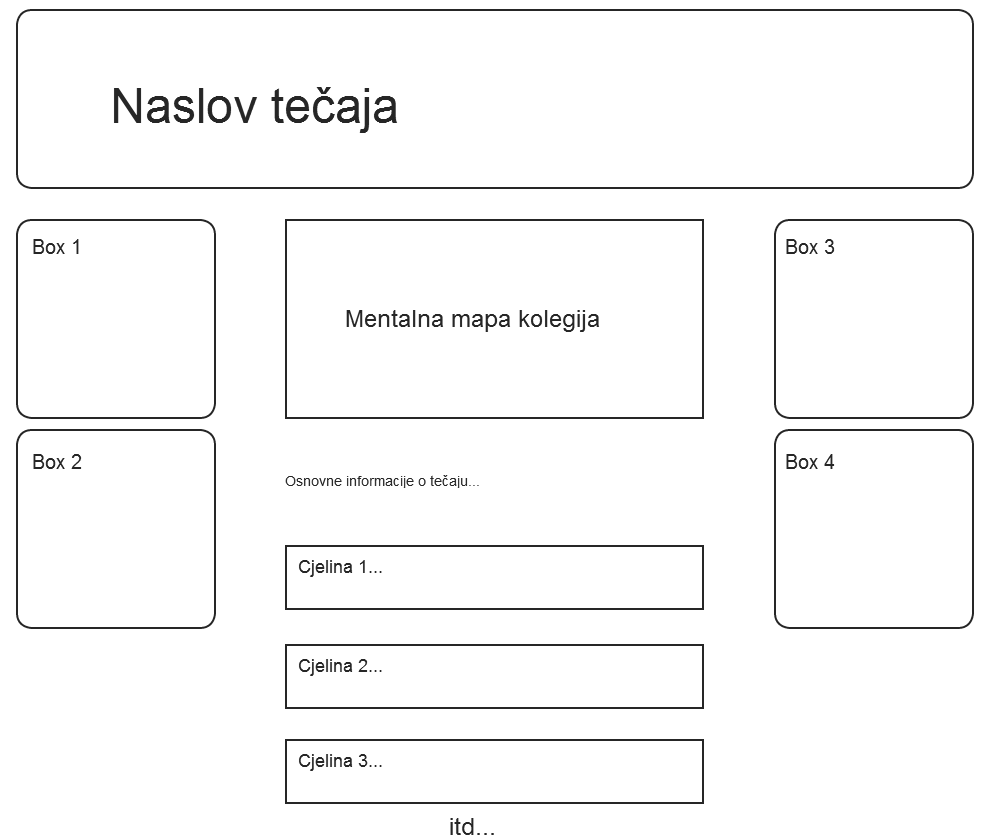 Naslov tečaja
Box 1
Mentalna mapa kolegija
Box 3
Box 2
Osnovne informacije o tečaju...
Box 4
Cjelina 1...
Cjelina 2...
Cjelina 3...
itd...